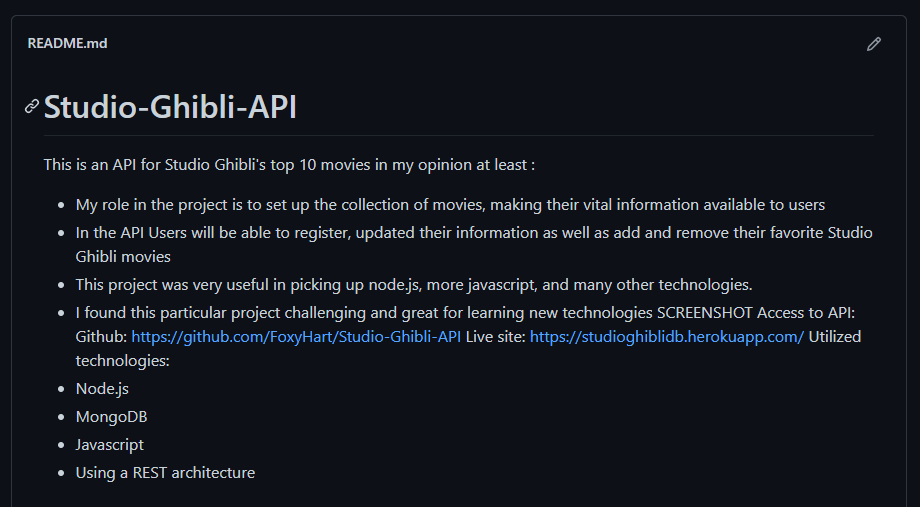 README.md
Studio-Ghibli-API
This is an API for Studio Ghibli's top 10 movies in my opinion at least :
My role in the project is to set up the collection of movies, making their vital information available to users
In the API Users will be able to register, updated their information as well as add and remove their favorite Studio
Ghibli movies
This project was very useful in picking up node.js, more javascript, and many other technologies.
I found this particular project challenging and great for learning new technologies SCREENSHOT Access to API:
Github: https://github.com/FoxyHart/Studio-Ghibli-API Live site: https://studioghiblidb.herokuapp.com/ Utilized
technologies:
Node.js
MongoDB
Javascript
Using a REST architecture